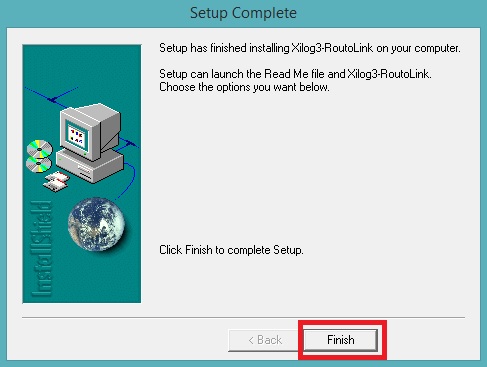 Setup Complete
Setup has finished installing Xilog3-RoutoLink on your computer.
Setup can launch the Read Me file and Xilog3-RoutoLink.
Choose the options you want below.
InstallShield
Click Finish to complete Setup.
< Back
Finish